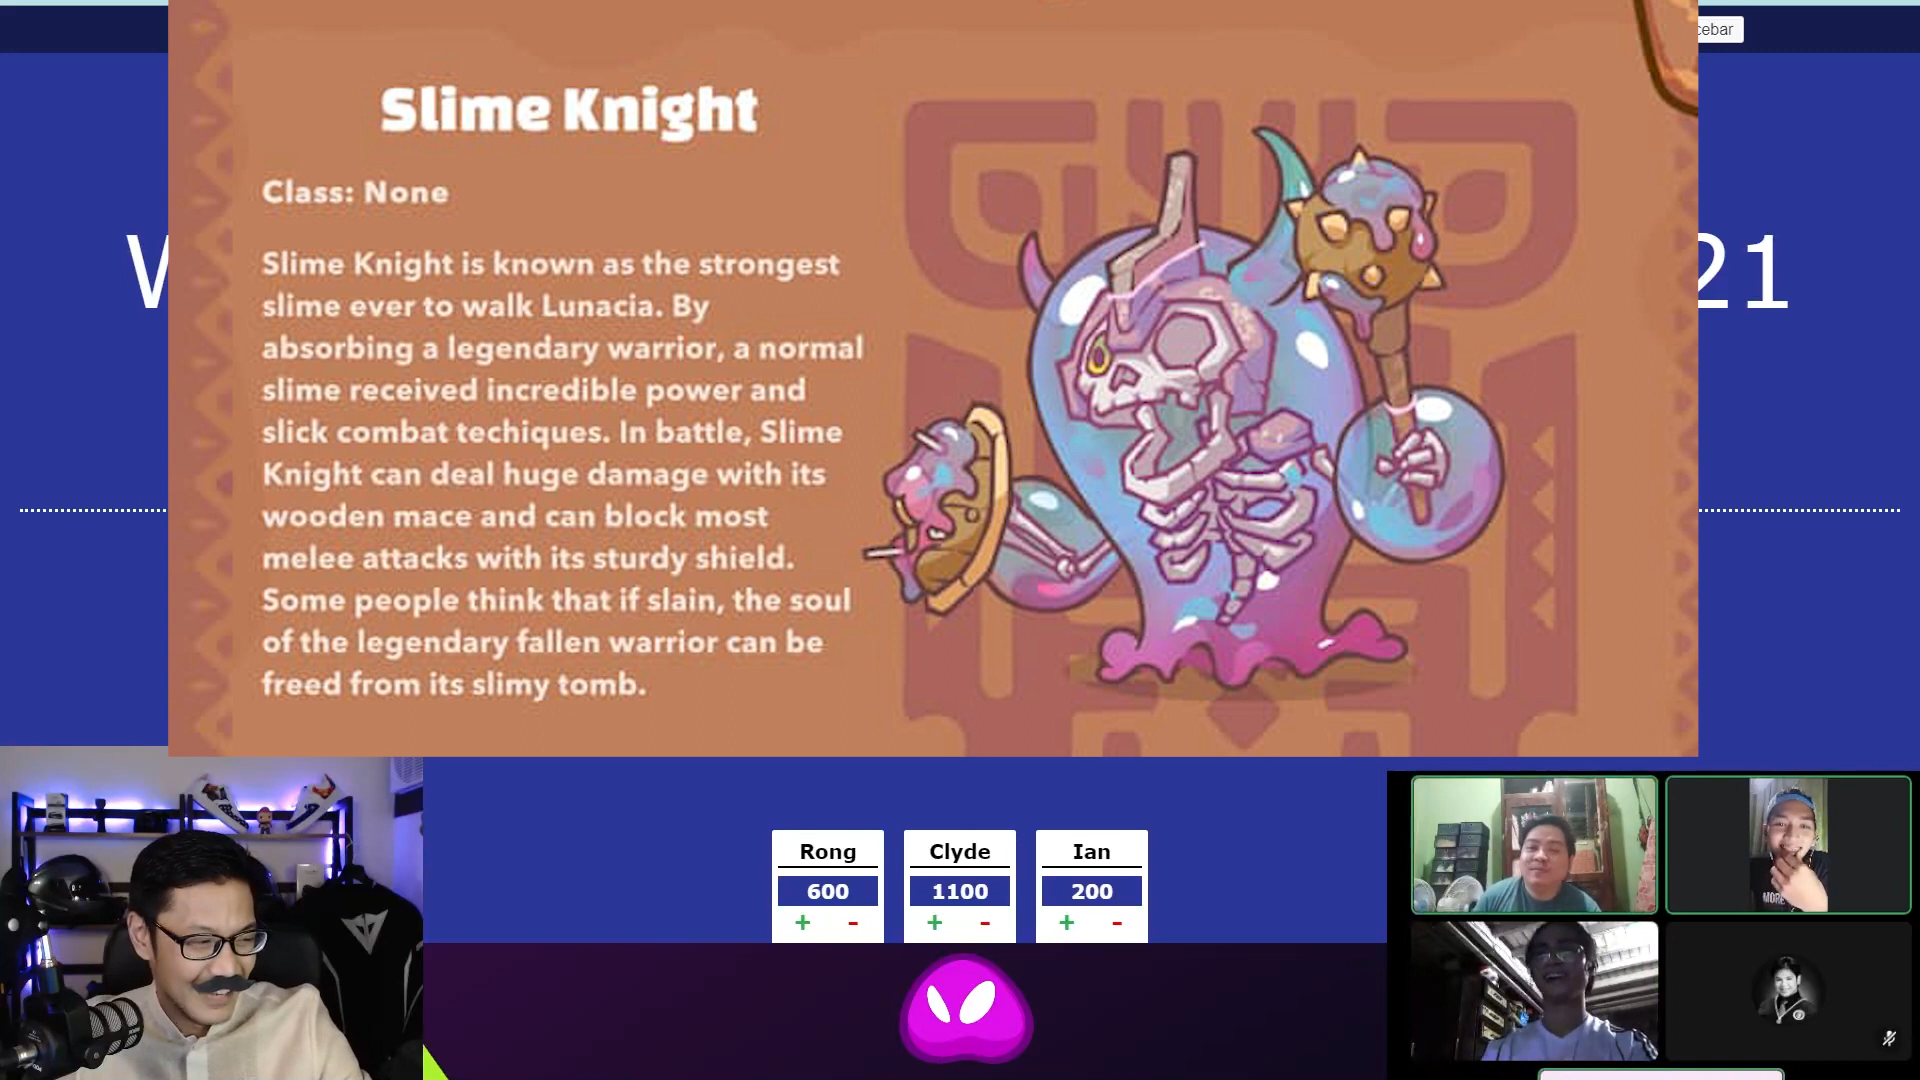 cebar
Slime Knight
Class: None
Slime Knight is known as the strongest
slime ever to walk Lunacia. By
absorbing a legendary warrior, a normal
slime received incredible power and
slick combat techiques. In battle, Slime
Knight can deal huge damage with its
wooden mace and can block most
melee attacks with its sturdy shield.
Some people think that if slain, the soul
of the legendary fallen warrior can be
freed from its slimy tomb.
21
Rong
600
+ -
Clyde
1100
+ -
Ian
200
+ -
MORE